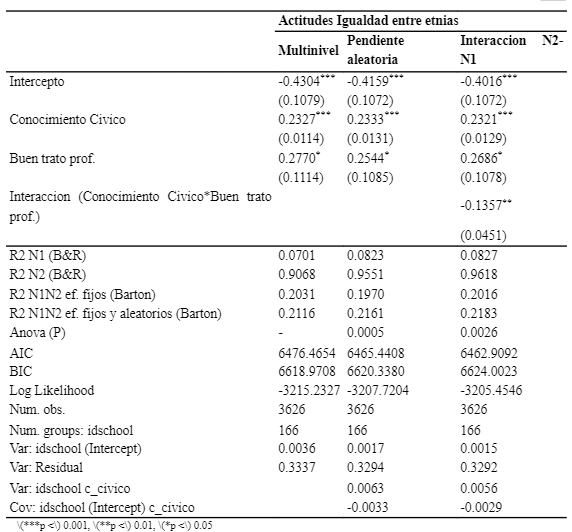 Actitudes Igualdad entre etnias
Multinivel Pendiente aleatoria Interaccion N2-N1
Intercepto -0.4304*** -0.4159*** -0.4016***
(0.1079) (0.1072) (0.1072)
Conocimiento Civico 0.2327*** 0.2333*** 0.2321***
(0.0114) (0.0131) (0.0129)
Buen trato prof. 0.2770* 0.2544* 0.2686*
(0.1114) (0.1085) (0.1078)
Interaccion (Conocimiento Civico*Buen trato
prof.) -0.1357**
(0.0451)
R2 N1 (B&R) 0.0701 0.0823 0.0827
R2 N2 (B&R) 0.9068 0.9551 0.9618
R2 N1N2 ef. fijos (Barton) 0.2031 0.1970 0.2016
R2 N1N2 ef. fijos y aleatorios (Barton) 0.2116 0.2161 0.2183
Anova (P) - 0.0005 0.0026
AIC 6476.4654 6465.4408 6462.9092
BIC 6618.9708 6620.3380 6624.0023
Log Likelihood -3215.2327 -3207.7204 -3205.4546
Num. obs. 3626 3626 3626
Num. groups: idschool 166 166 166
Var: idschool (Intercept) 0.0036 0.0017 0.0015
Var: Residual 0.3337 0.3294 0.3292
Var: idschool c_civico 0.0063 0.0056
Cov: idschool (Intercept) c_civico -0.0033 -0.0029
\(***p <\) 0.001, \(**p <\) 0.01, \(*p <\) 0.05